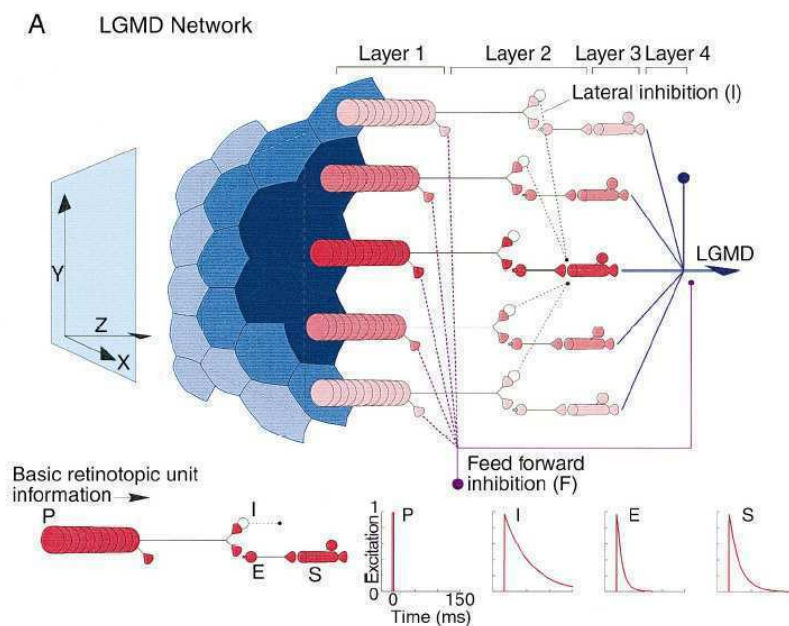 A LGMD Network
Layer 1 Layer 2 Layer 3 Layer 4
Lateral inhibition (I)
Y
Z
X
LGMD
Feed forward
inhibition (F)
Basic retinotopic unit
information
P
I
E
S
Excitation
1
0
P
0 150
Time (ms)
I
E
S